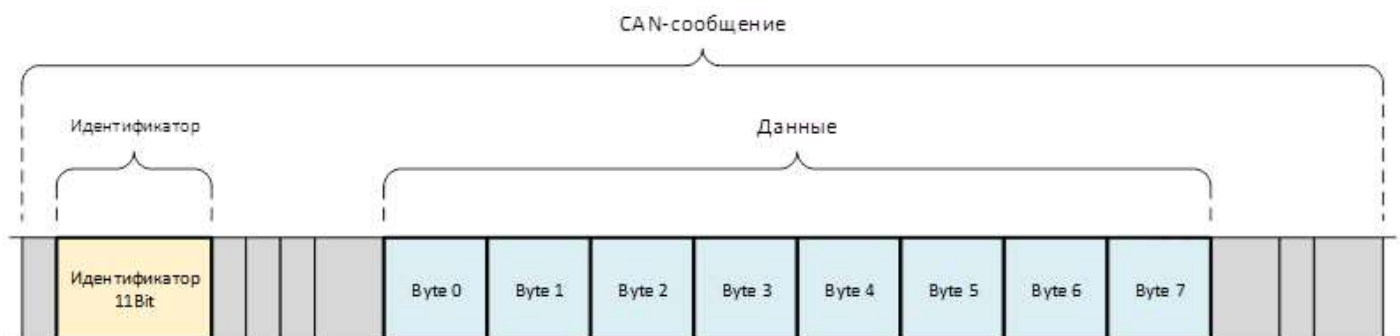 CAN-сообщение
Идентификатор
Данные
Идентификатор
11Bit
Byte 0
Byte 1
Byte 2
Byte 3
Byte 4
Byte 5
Byte 6
Byte 7